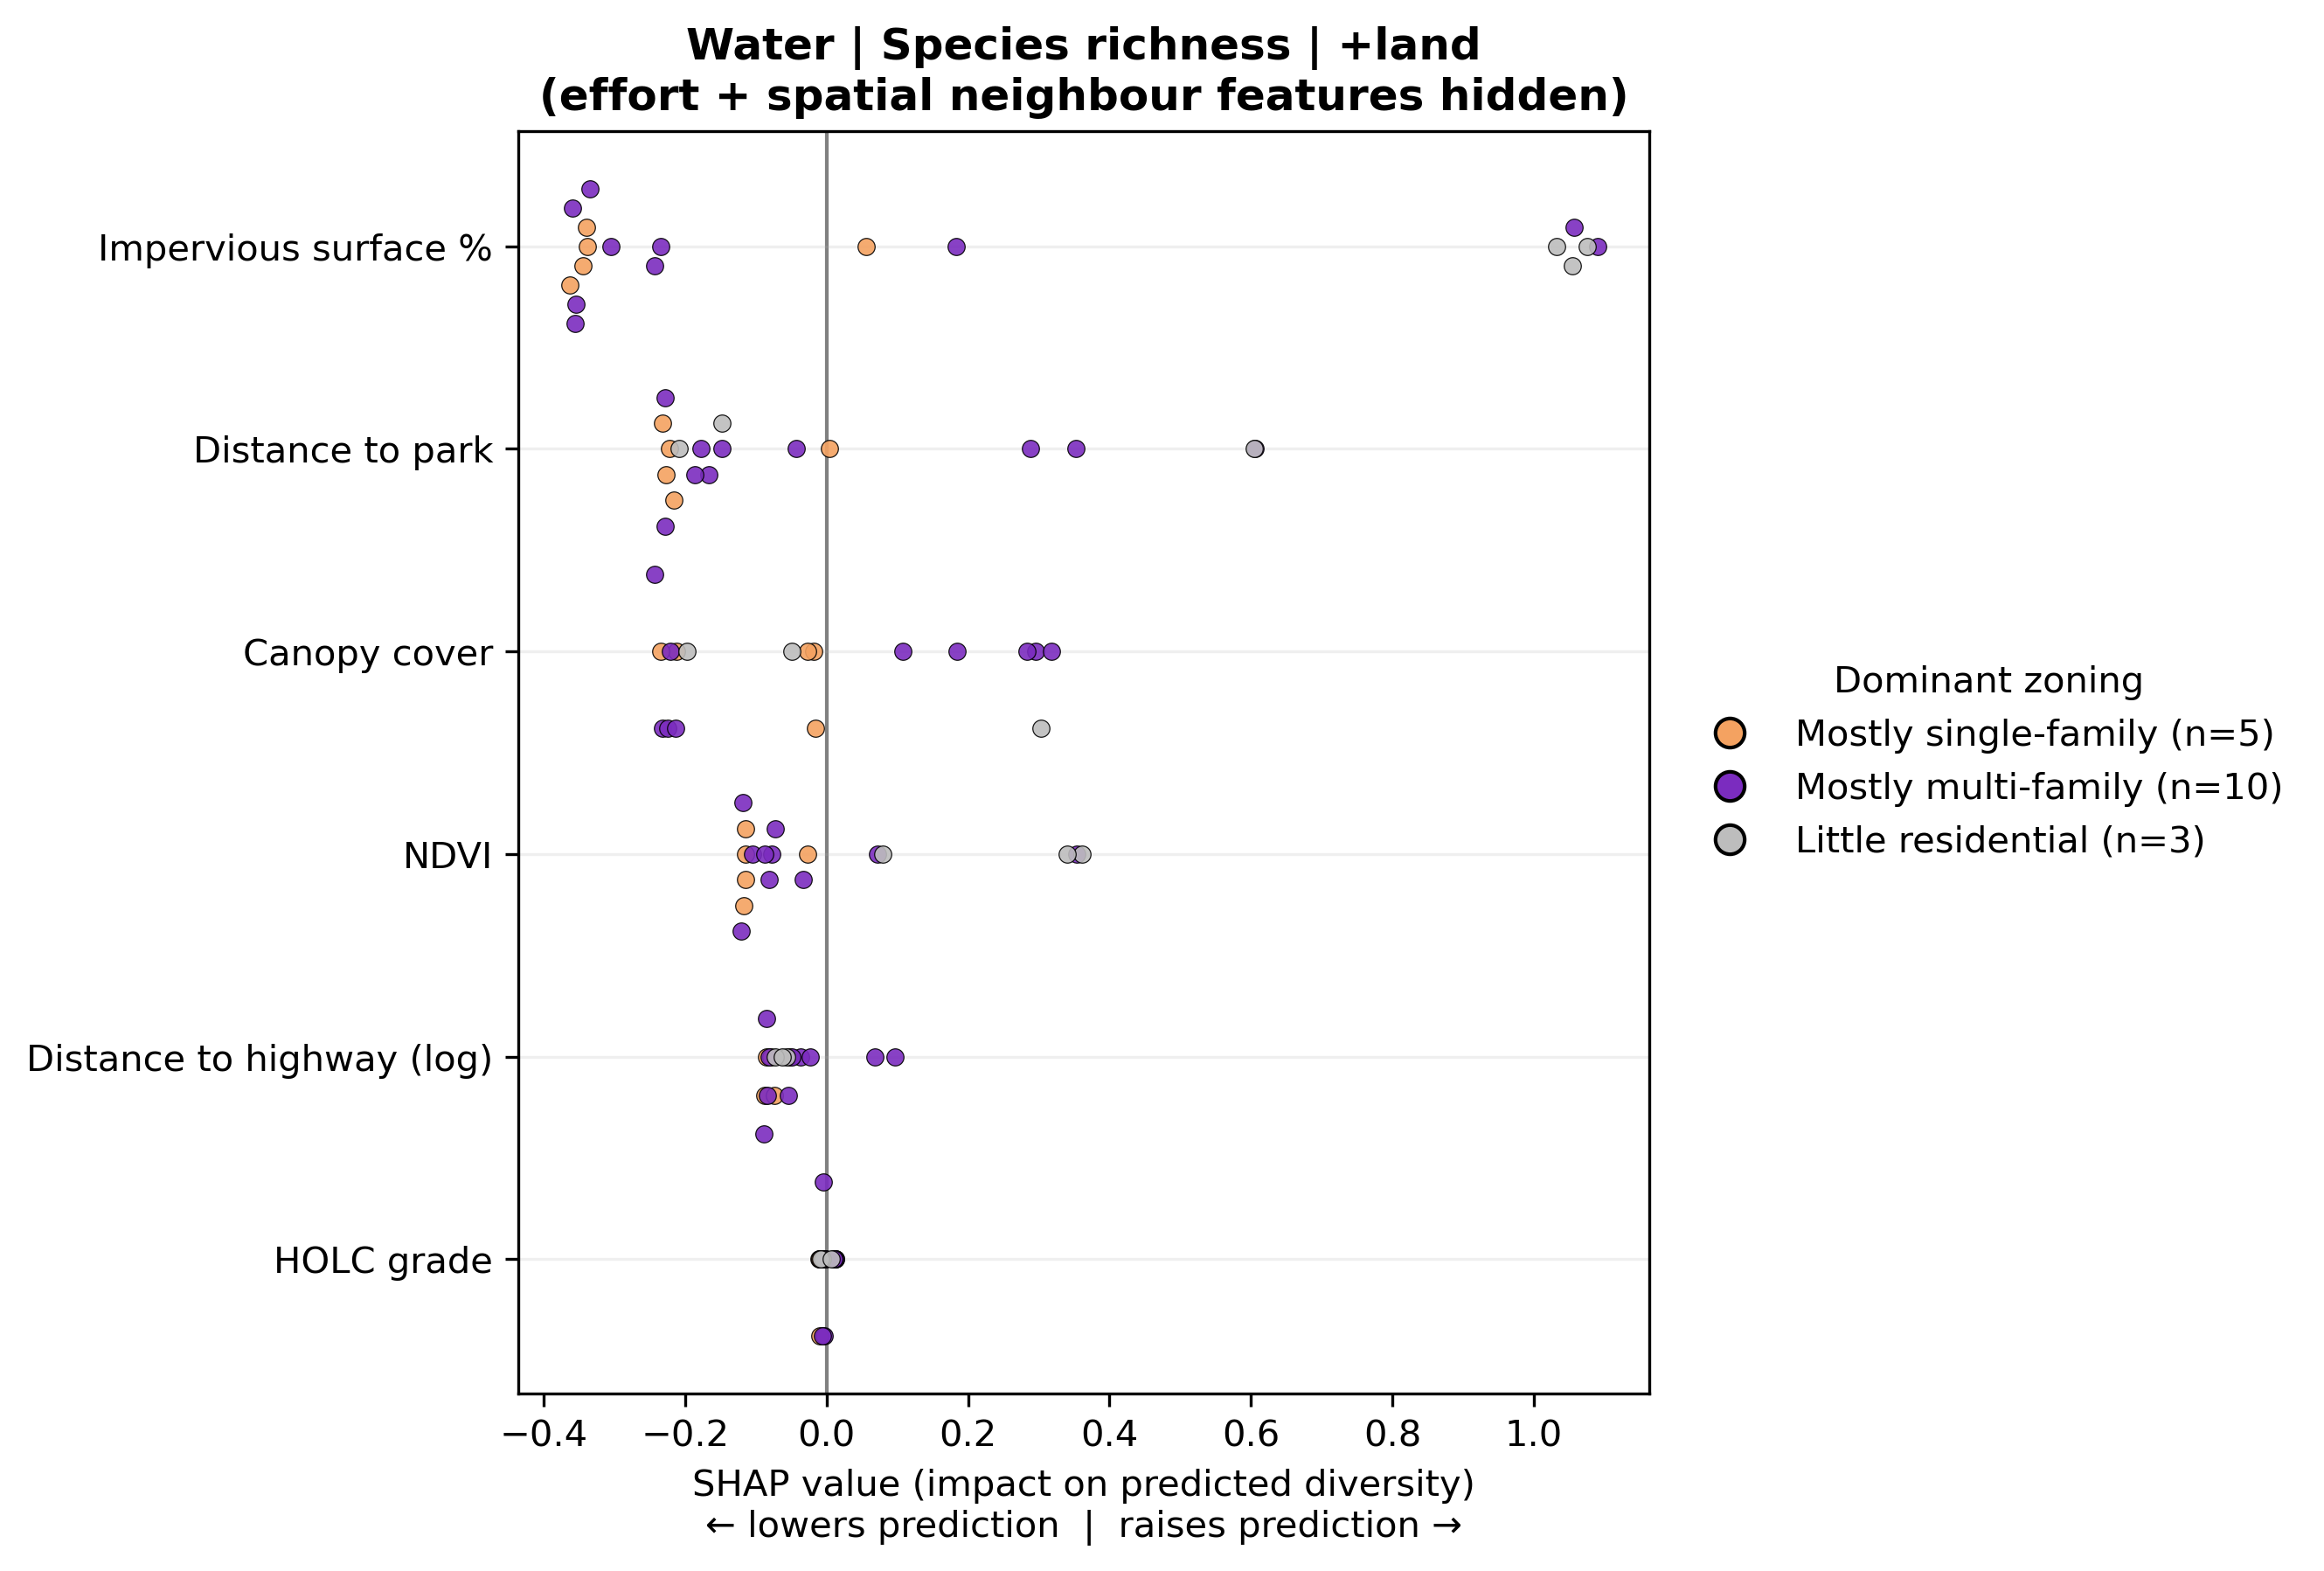 Water | Species richness | +land
(effort + spatial neighbour features hidden)
Impervious surface %
Distance to park
Canopy cover
NDVI
Distance to highway (log)
HOLC grade
−0.4 −0.2 0.0 0.2 0.4 0.6 0.8 1.0
SHAP value (impact on predicted diversity)
← lowers prediction | raises prediction →
Dominant zoning
Mostly single-family (n=5)
Mostly multi-family (n=10)
Little residential (n=3)